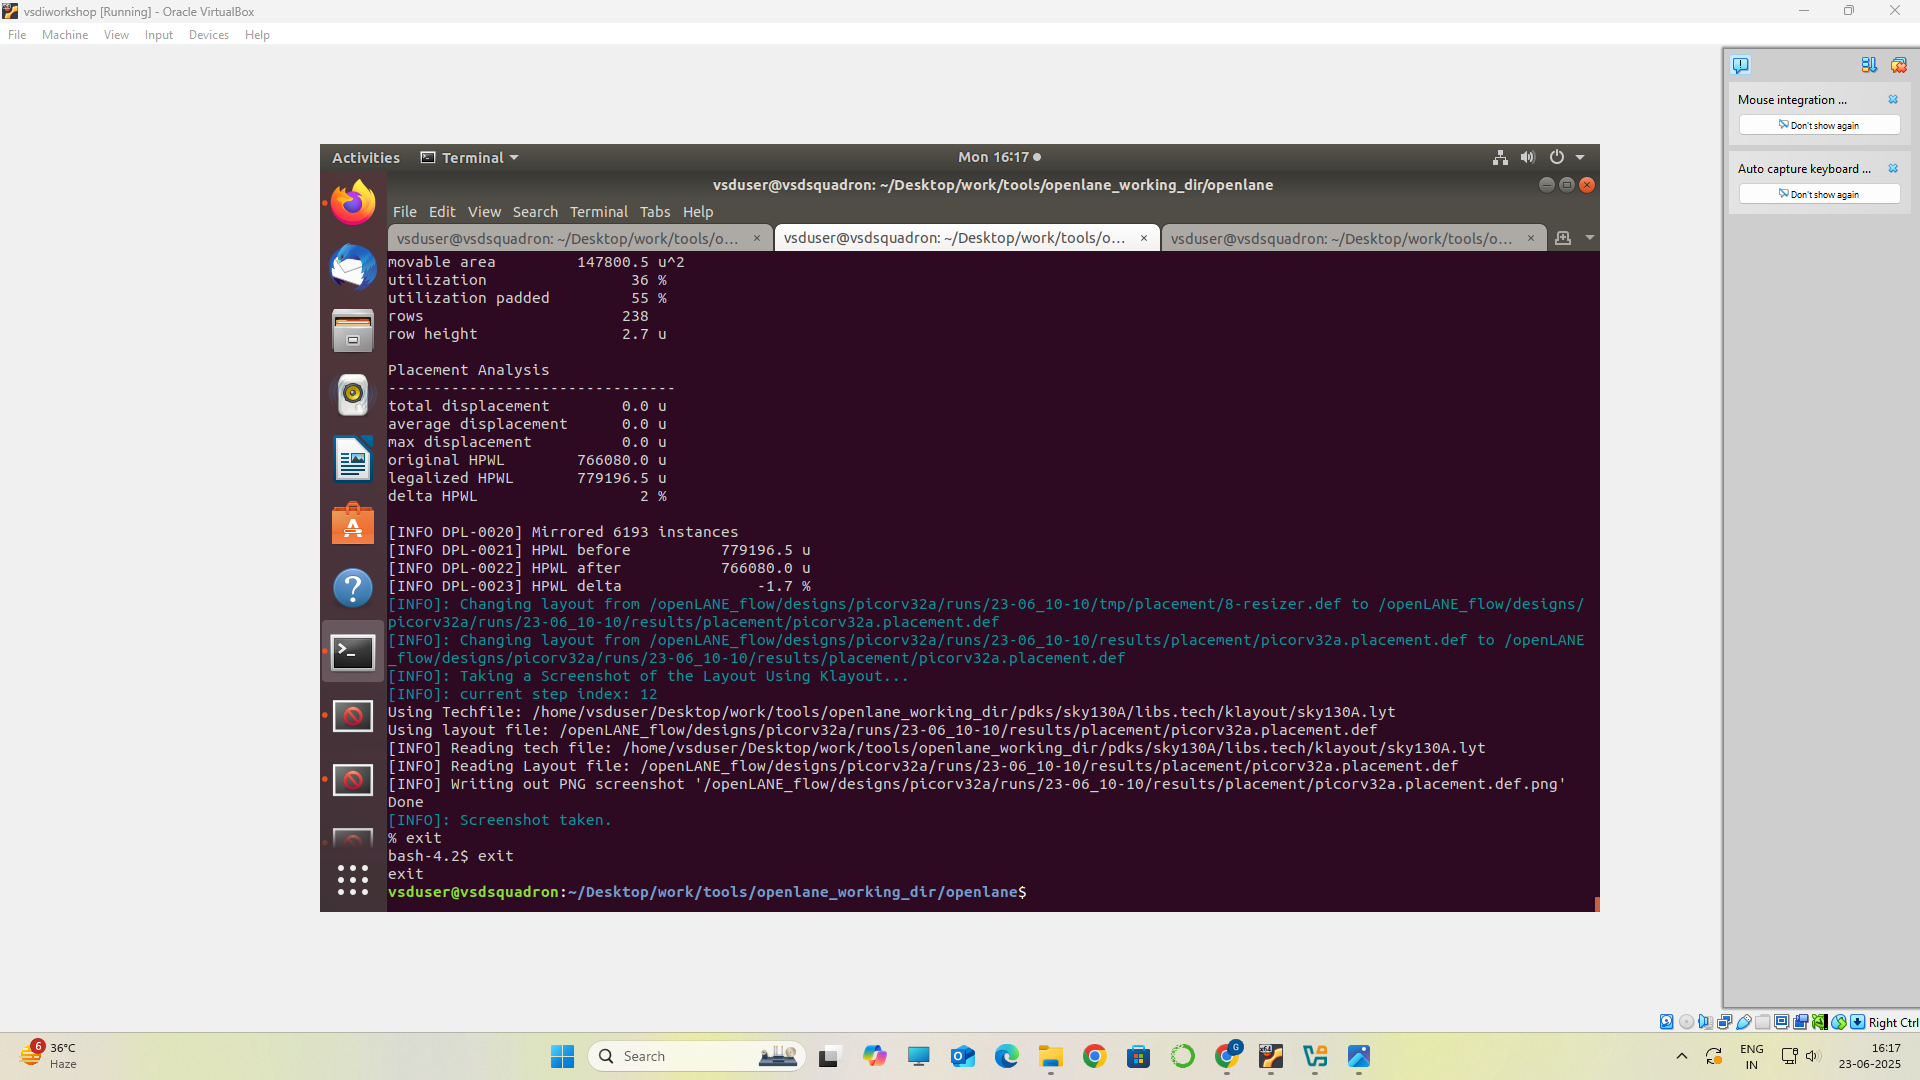 vsdiworkshop [Running] - Oracle VirtualBox
File Machine View Input Devices Help
Mouse integration ...
Don't show again
Auto capture keyboard ...
Don't show again
Activities Terminal Mon 16:17
vsduser@vsdsquadron: ~/Desktop/work/tools/openlane_working_dir/openlane
File Edit View Search Terminal Tabs Help
vsduser@vsdsquadron: ~/Desktop/work/tools/o... × vsduser@vsdsquadron: ~/Desktop/work/tools/o... × vsduser@vsdsquadron: ~/Desktop/work/tools/o... ×
movable area 147800.5 u^2
utilization 36 %
utilization padded 55 %
rows 238
row height 2.7 u
Placement Analysis
--------------------------------
total displacement 0.0 u
average displacement 0.0 u
max displacement 0.0 u
original HPWL 766080.0 u
legalized HPWL 779196.5 u
delta HPWL 2 %
[INFO DPL-0020] Mirrored 6193 instances
[INFO DPL-0021] HPWL before 779196.5 u
[INFO DPL-0022] HPWL after 766080.0 u
[INFO DPL-0023] HPWL delta -1.7 %
[INFO]: Changing layout from /openLANE_flow/designs/picorv32a/runs/23-06_10-10/tmp/placement/8-resizer.def to /openLANE_flow/designs/
picorv32a/runs/23-06_10-10/results/placement/picorv32a.placement.def
[INFO]: Changing layout from /openLANE_flow/designs/picorv32a/runs/23-06_10-10/results/placement/picorv32a.placement.def to /openLANE
_flow/designs/picorv32a/runs/23-06_10-10/results/placement/picorv32a.placement.def
[INFO]: Taking a Screenshot of the Layout Using Klayout...
[INFO]: current step index: 12
Using Techfile: /home/vsduser/Desktop/work/tools/openlane_working_dir/pdks/sky130A/libs.tech/klayout/sky130A.lyt
Using layout file: /openLANE_flow/designs/picorv32a/runs/23-06_10-10/results/placement/picorv32a.placement.def
[INFO] Reading tech file: /home/vsduser/Desktop/work/tools/openlane_working_dir/pdks/sky130A/libs.tech/klayout/sky130A.lyt
[INFO] Reading Layout file: /openLANE_flow/designs/picorv32a/runs/23-06_10-10/results/placement/picorv32a.placement.def
[INFO] Writing out PNG screenshot '/openLANE_flow/designs/picorv32a/runs/23-06_10-10/results/placement/picorv32a.placement.def.png'
Done
[INFO]: Screenshot taken.
% exit
bash-4.2$ exit
exit
vsduser@vsdsquadron:~/Desktop/work/tools/openlane_working_dir/openlane$
Right Ctrl
6
36°C
Haze
Search
G
x64
ENG
IN
16:17
23-06-2025